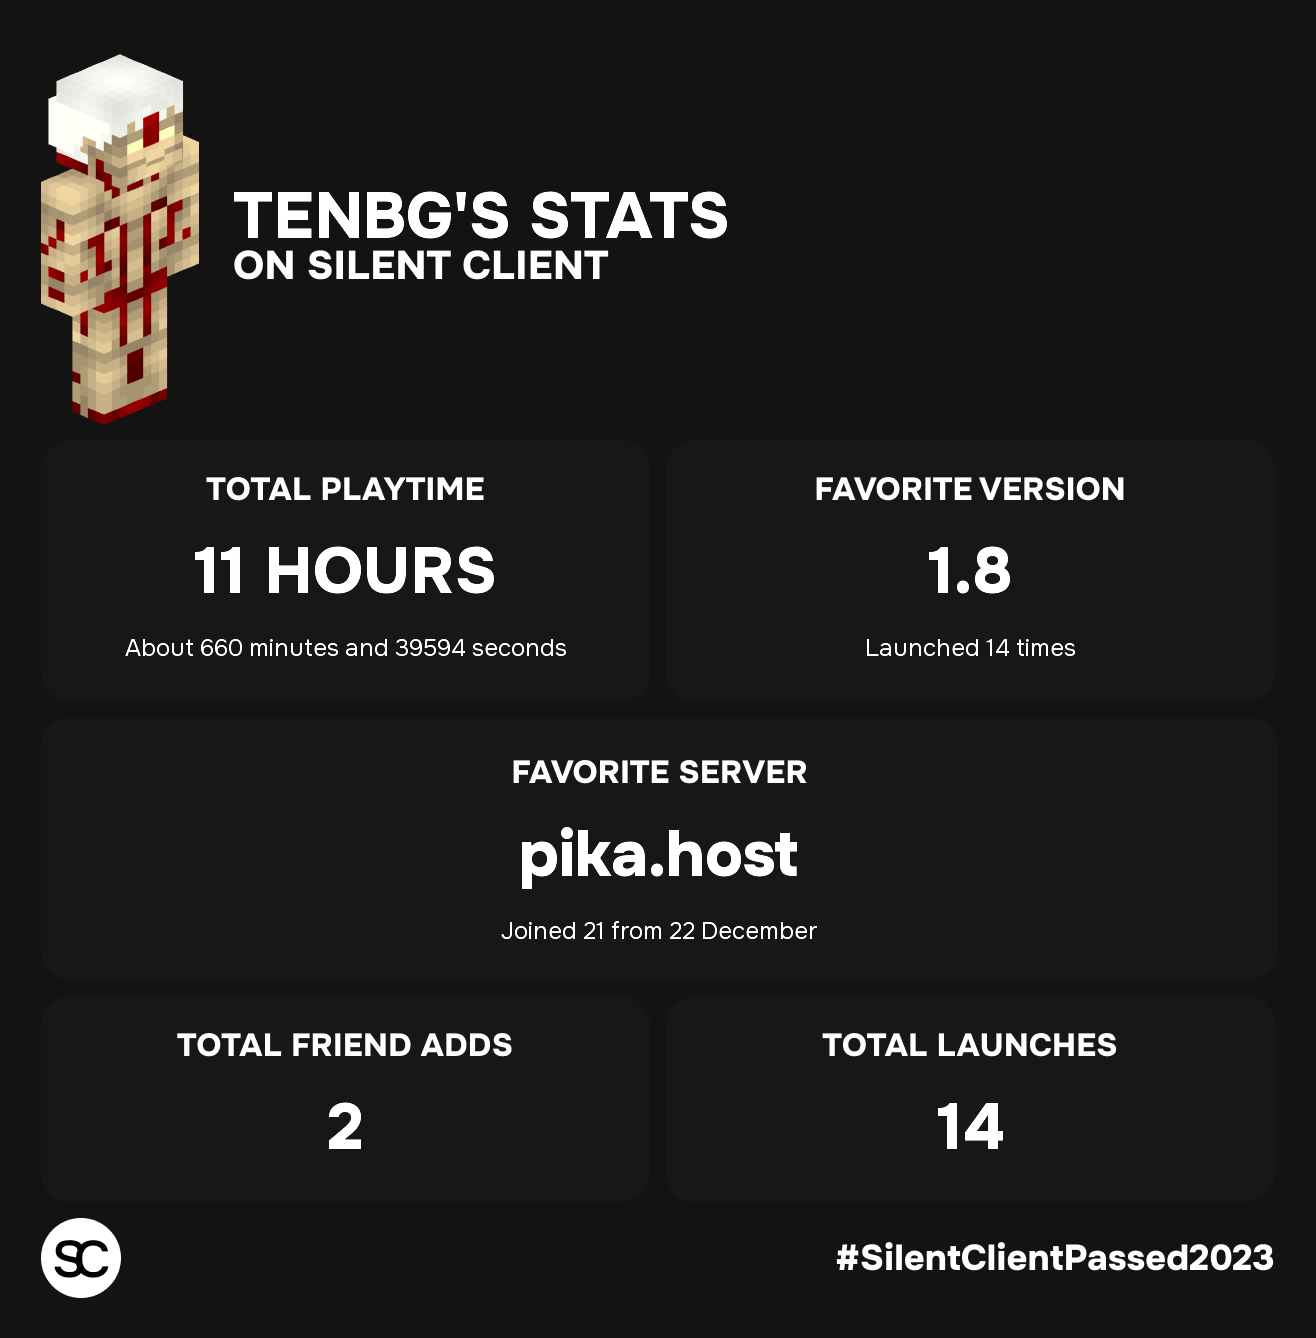 TENBG'S STATS
ON SILENT CLIENT
TOTAL PLAYTIME
11 HOURS
About 660 minutes and 39594 seconds
FAVORITE VERSION
1.8
Launched 14 times
FAVORITE SERVER
pika.host
Joined 21 from 22 December
TOTAL FRIEND ADDS
2
TOTAL LAUNCHES
14
SC
#SilentClientPassed2023